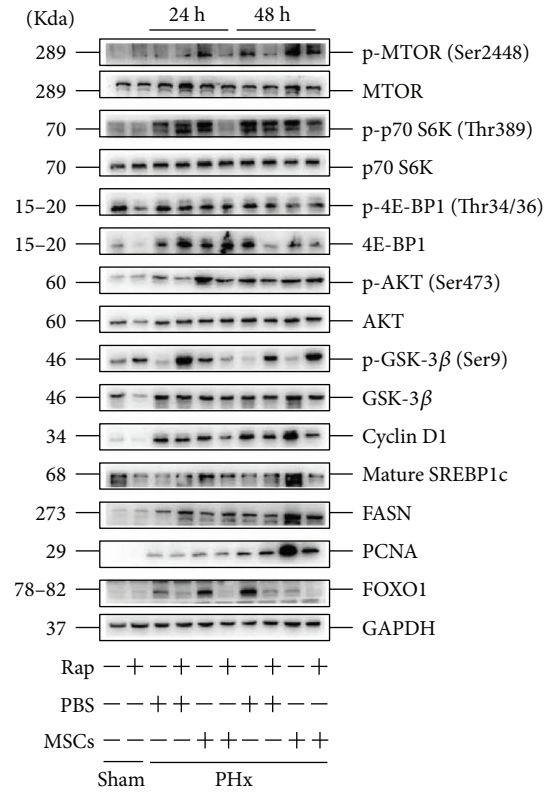 (Kda) 24 h 48 h
289 p-MTOR (Ser2448)
289 MTOR
70 p-p70 S6K (Thr389)
70 p70 S6K
15–20 p-4E-BP1 (Thr34/36)
15–20 4E-BP1
60 p-AKT (Ser473)
60 AKT
46 p-GSK-3β (Ser9)
46 GSK-3β
34 Cyclin D1
68 Mature SREBP1c
273 FASN
29 PCNA
78–82 FOXO1
37 GAPDH
Rap − + − + − + − + − +
PBS − − + + − − + + − −
MSCs − − − − + + − − + +
Sham PHx